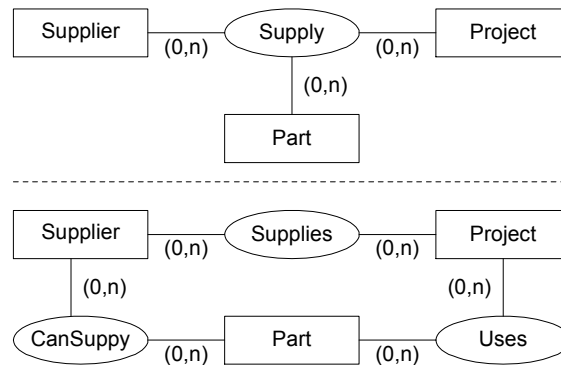 Supplier Supply Project
(0,n) (0,n)
(0,n)
Part
Supplier Supplies Project
(0,n) (0,n)
(0,n) (0,n)
CanSuppy Part Uses
(0,n) (0,n)